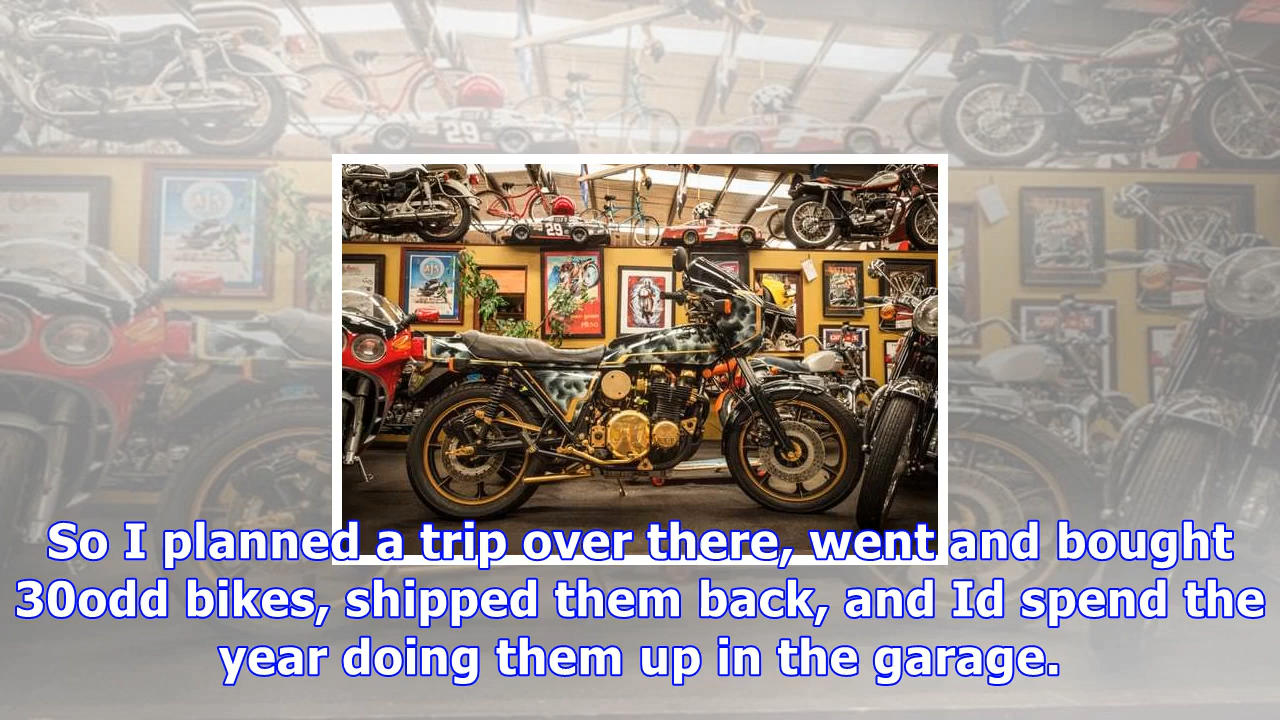 29
So I planned a trip over there, went and bought
30odd bikes, shipped them back, and Id spend the
year doing them up in the garage.